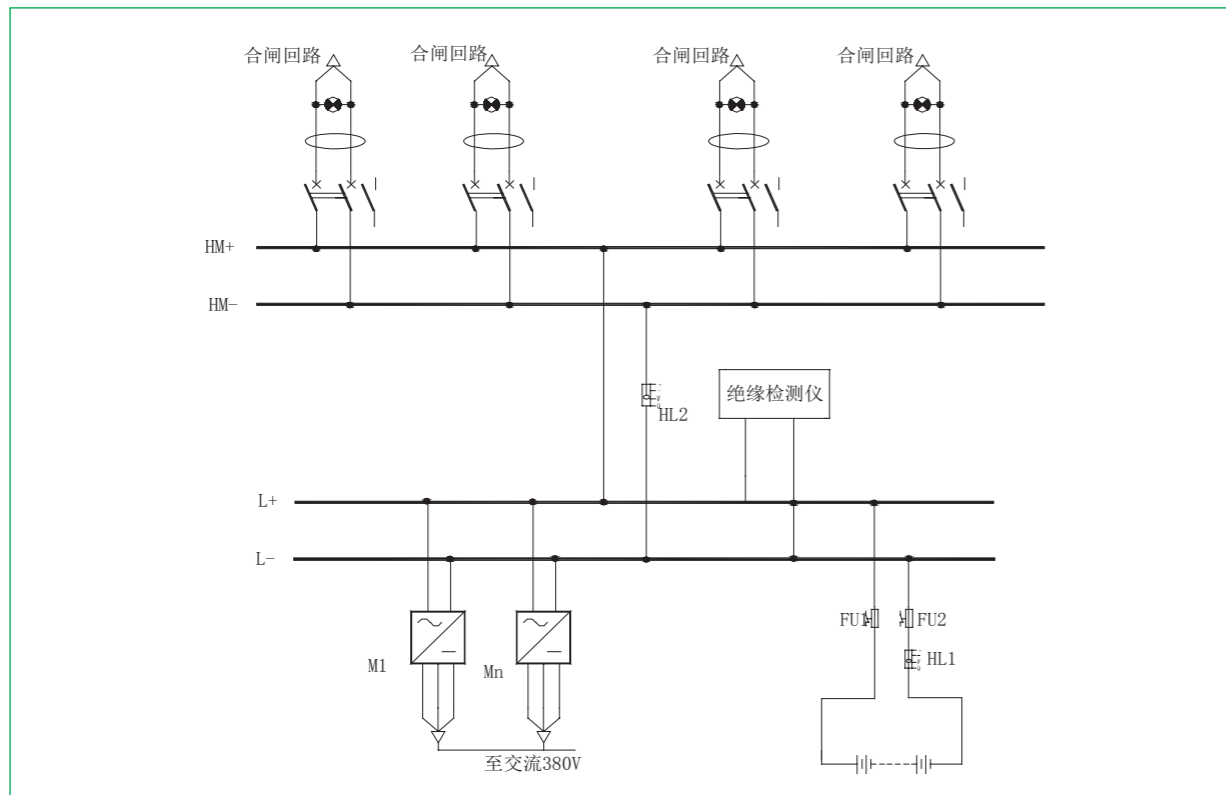 合闸回路 合闸回路 合闸回路 合闸回路
HM+
HM-
绝缘检测仪
HL2
L+
L-
FU1 FU2
HL1
M1 Mn
至交流380V